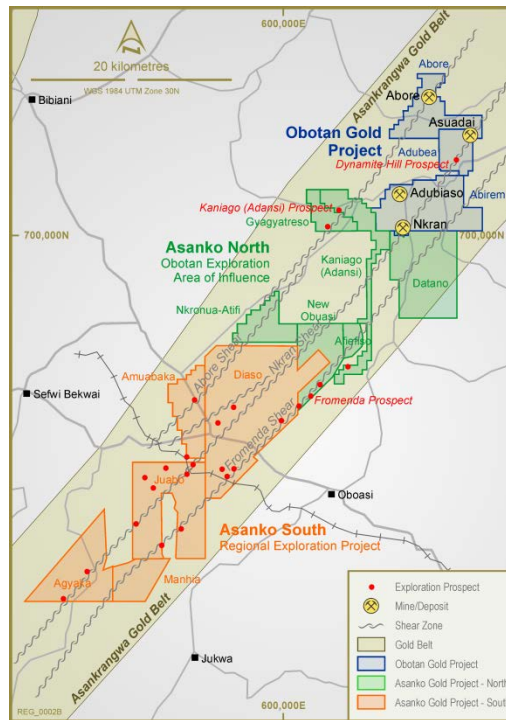 600,000E
20 kilometres
WGS 1984 UTM Zone 30N
Asankrangwa Gold Belt
Bibiani
Abore
Abore
Asuadai
Obotan Gold
Project
Adubea
Dynamite Hill Prospect
Kaniago (Adansi) Prospect
Adubiaso
Abirem
Gyagyatreso
Nkran
700,000N
700,000N
Asanko North
Obotan Exploration
Area of Influence
Kaniago
(Adansi)
Datano
Nkronua-Atifi
New
Obuasi
Abore Shear
Nkran Shear
Afiefiso
Amuabaka
Diaso
Sefwi Bekwai
Fromenda Prospect
Fromenda Shear
Juabo
Oboasi
Asanko South
Regional Exploration Project
Agyaka
Manhia
Asankrangwa Gold Belt
Jukwa
Exploration Prospect
Mine/Deposit
Shear Zone
Gold Belt
Obotan Gold Project
Asanko Gold Project - North
Asanko Gold Project - South
REG_0002B
600,000E